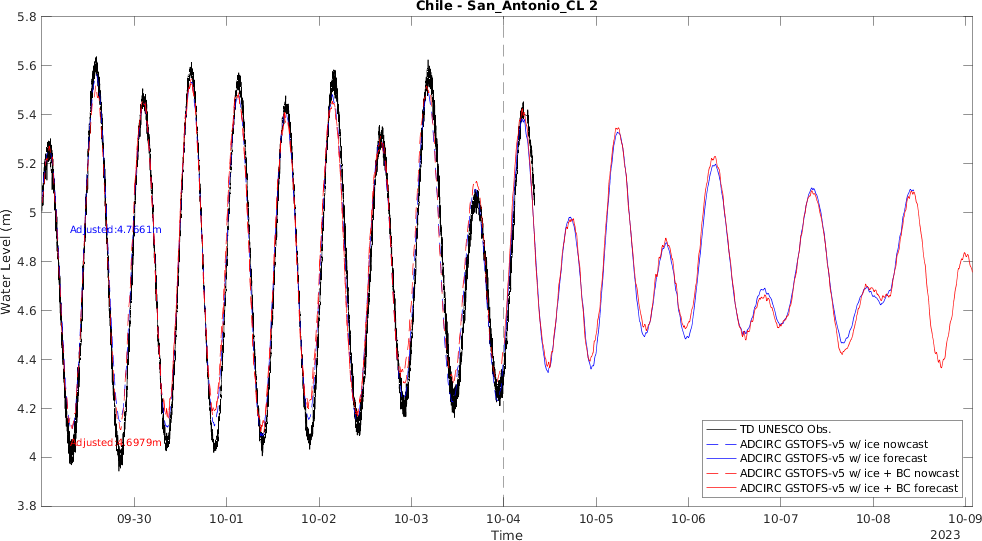 Chile - San_Antonio_CL 2
5.8
5.6
5.4
5.2
5
4.8
4.6
4.4
4.2
4
3.8
Water Level (m)
Adjusted:4.7661m
Adjusted:4.6979m
TD UNESCO Obs.
ADCIRC GSTOFS-v5 w/ ice nowcast
ADCIRC GSTOFS-v5 w/ ice forecast
ADCIRC GSTOFS-v5 w/ ice + BC nowcast
ADCIRC GSTOFS-v5 w/ ice + BC forecast
09-30 10-01 10-02 10-03 10-04 10-05 10-06 10-07 10-08 10-09
Time
2023